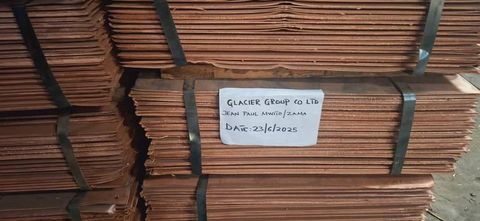 GLACIER GROUP CO LTD
JEAN PAUL MWITO/ZAMA
DATE: 23/6/2025